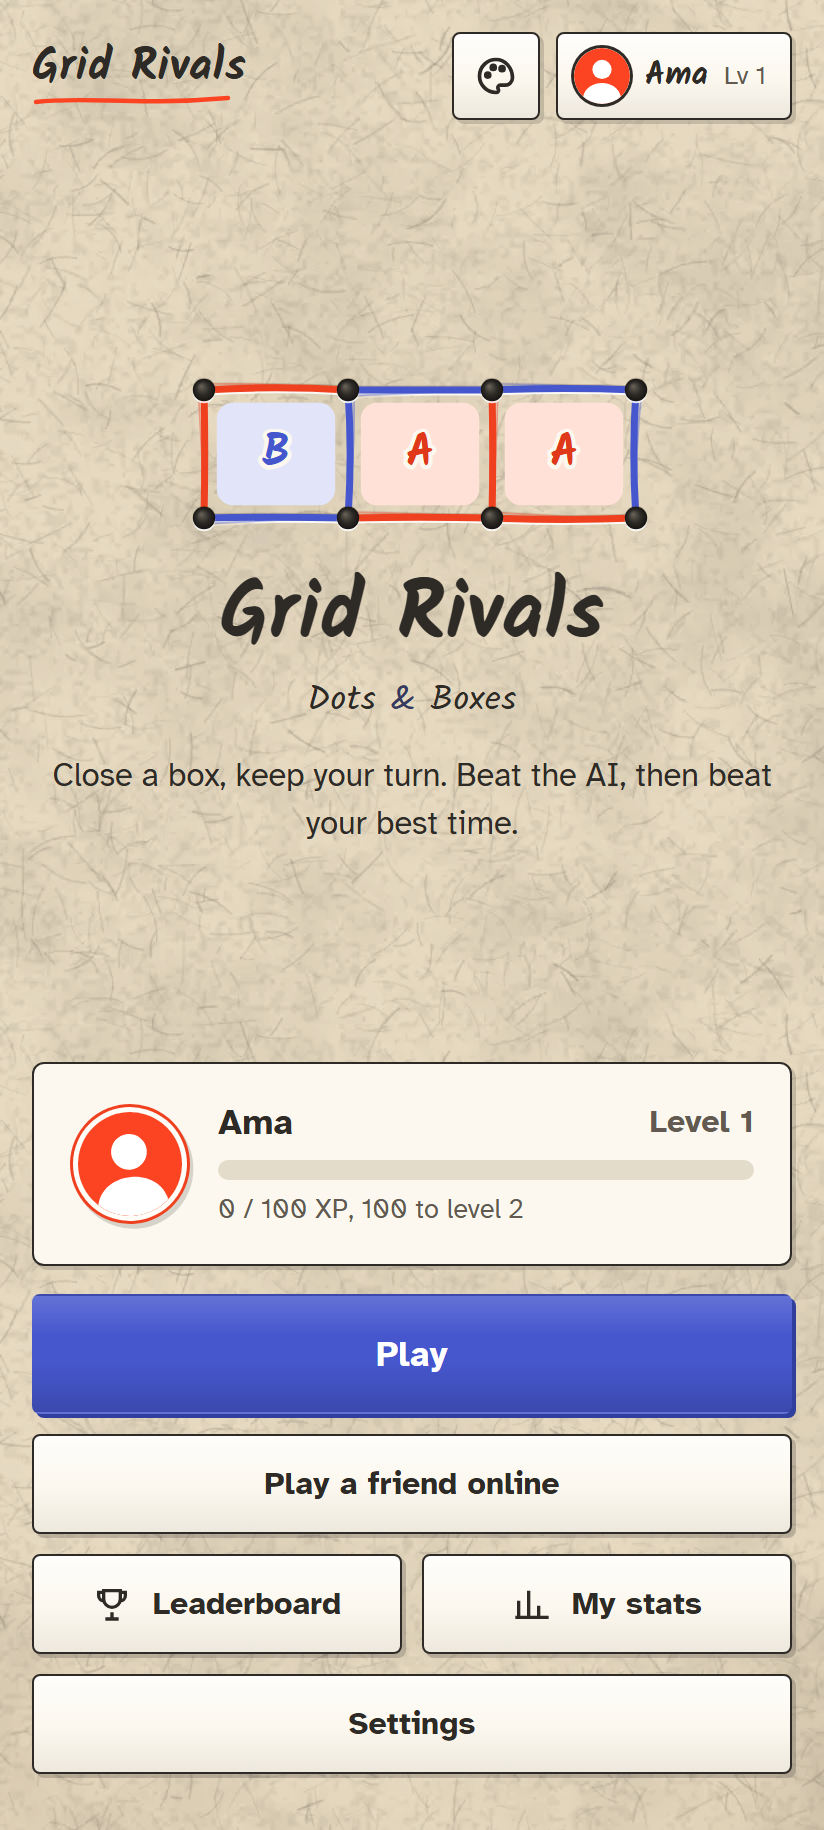 Grid Rivals
Ama Lv 1
B A A
Grid Rivals
Dots & Boxes
Close a box, keep your turn. Beat the AI, then beat
your best time.
Ama Level 1
0 / 100 XP, 100 to level 2
Play
Play a friend online
Leaderboard My stats
Settings